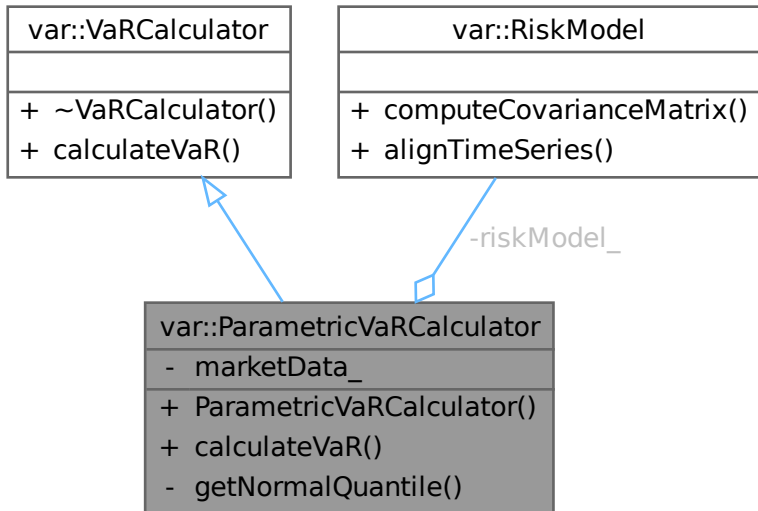 var::VaRCalculator
+ ~VaRCalculator()
+ calculateVaR()
var::RiskModel
+ computeCovarianceMatrix()
+ alignTimeSeries()
-riskModel_
var::ParametricVaRCalculator
- marketData_
+ ParametricVaRCalculator()
+ calculateVaR()
- getNormalQuantile()